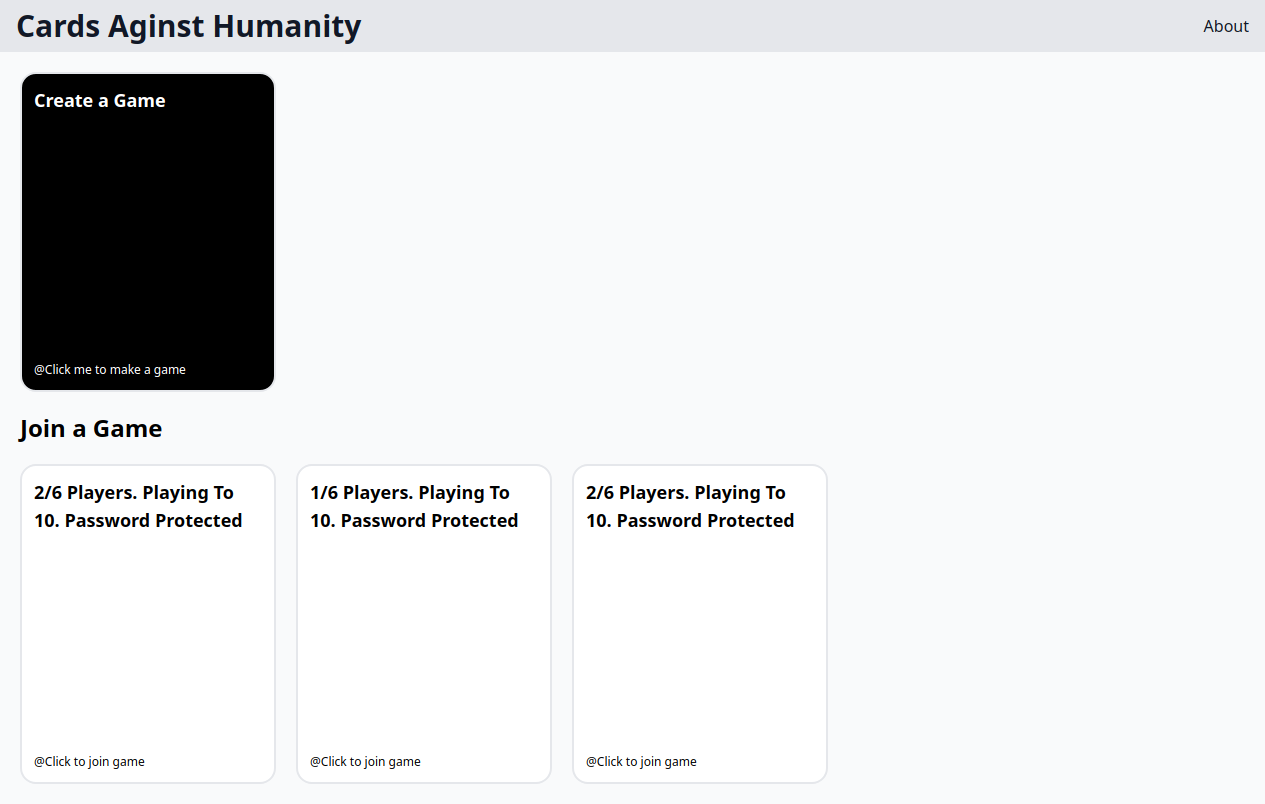 Cards Aginst Humanity
About
Create a Game
@Click me to make a game
Join a Game
2/6 Players. Playing To
10. Password Protected
@Click to join game
1/6 Players. Playing To
10. Password Protected
@Click to join game
2/6 Players. Playing To
10. Password Protected
@Click to join game